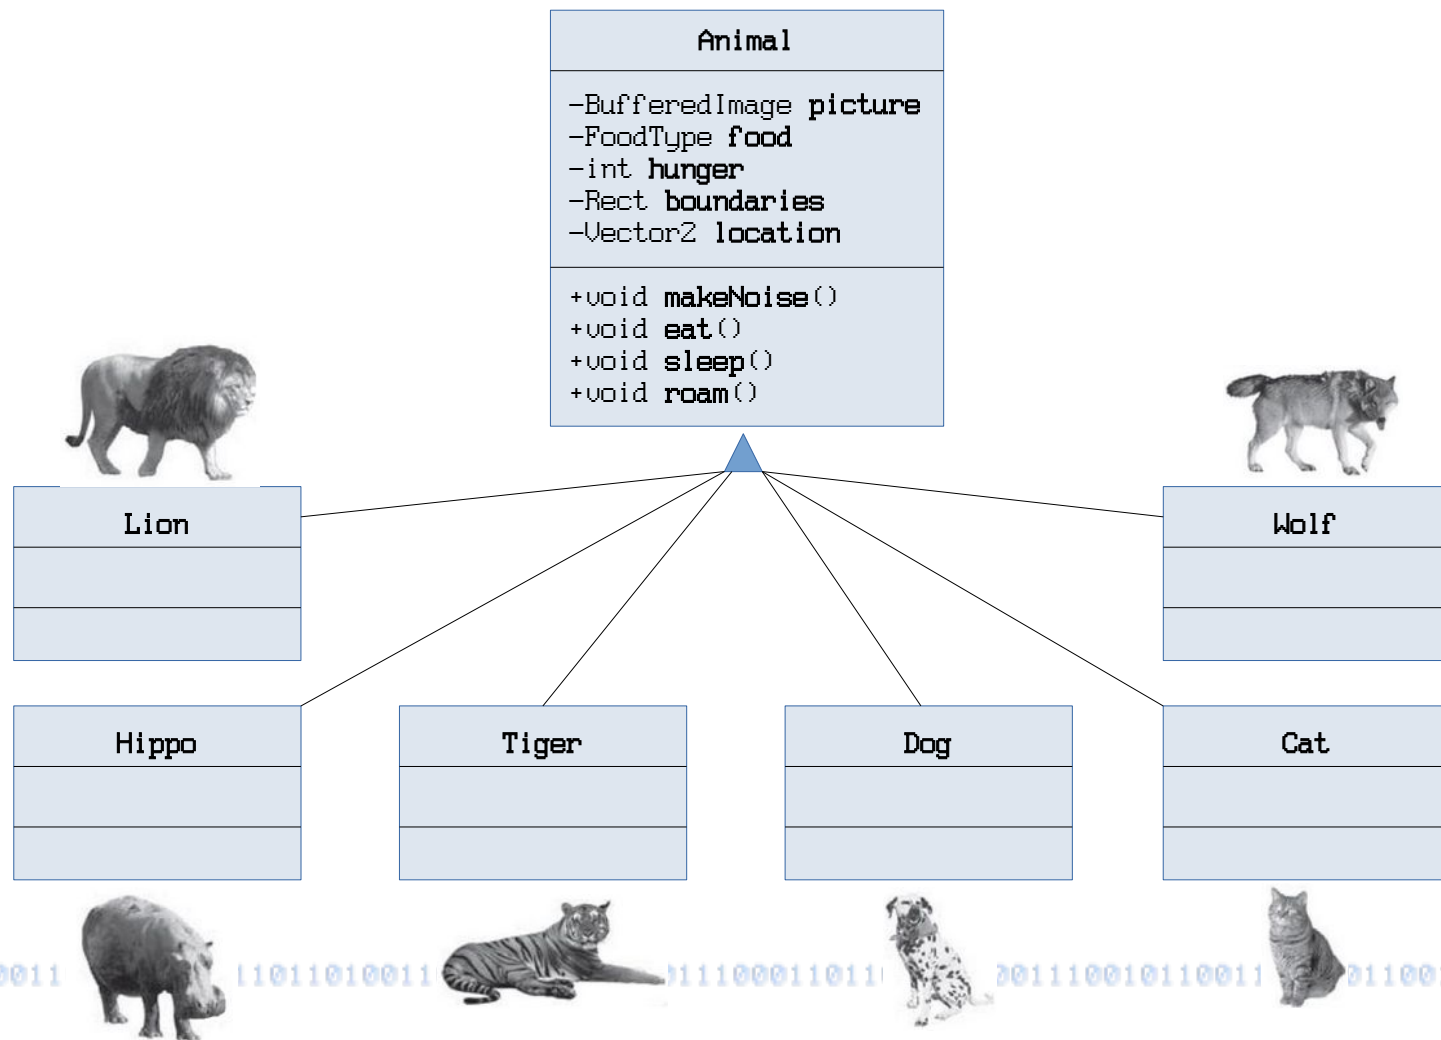 Animal
-BufferedImage picture
-FoodType food
-int hunger
-Rect boundaries
-Vector2 location
+void makeNoise()
+void eat()
+void sleep()
+void roam()
Lion
Wolf
Hippo
Tiger
Dog
Cat